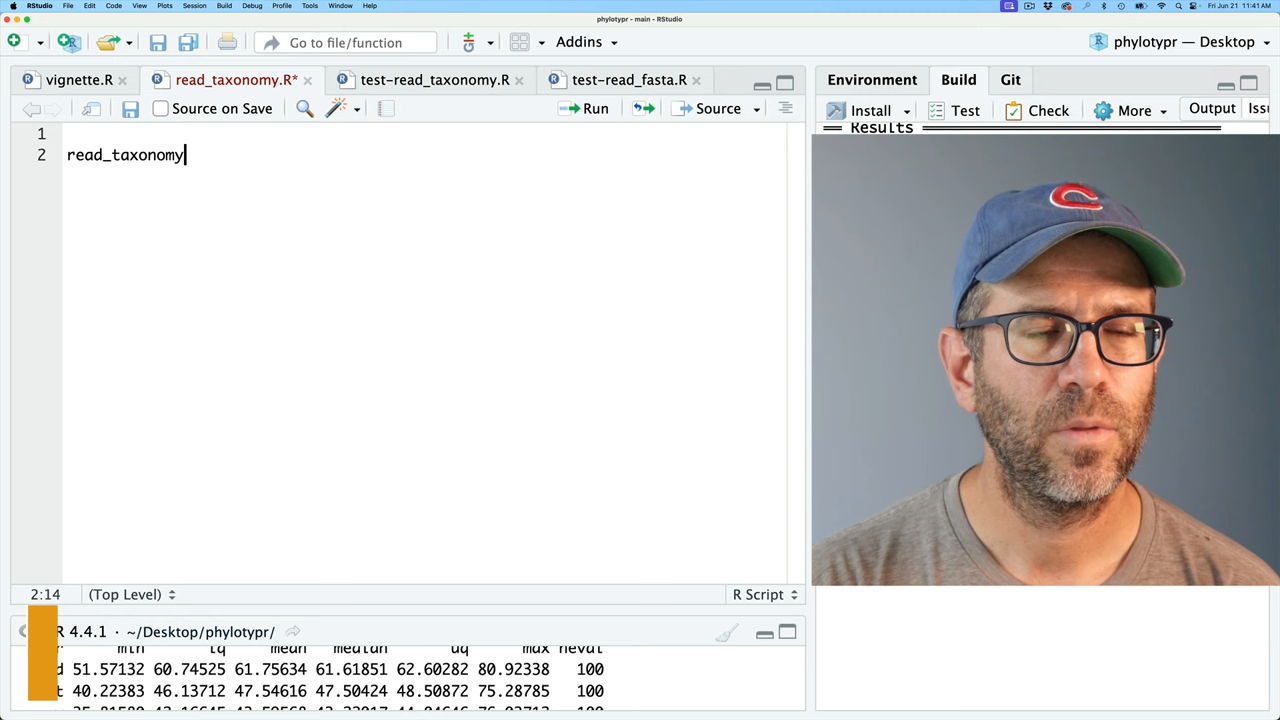 RStudio File Edit Code View Plots Session Build Debug Profile Tools Window Help Fri Jun 21 11:41 AM
phylotypr - main - RStudio
Go to file/function Addins phylotypr — Desktop
vignette.R read_taxonomy.R* test-read_taxonomy.R test-read_fasta.R Environment Build Git
Source on Save Run Source Install Test Check More Output Iss
== Results
1
2 read_taxonomy
2:14 (Top Level) R Script
R 4.4.1 · ~/Desktop/phylotypr/
min lq mean median uq max neval
d 51.57132 60.74525 61.75634 61.61851 62.60282 80.92338 100
t 40.22383 46.13712 47.54616 47.50424 48.50872 75.28785 100